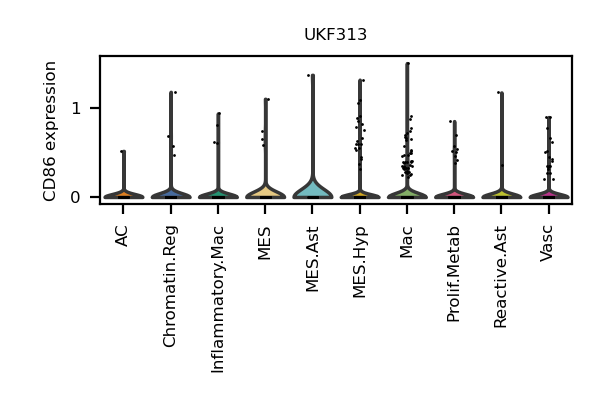 UKF313
CD86 expression
1
0
AC
Chromatin.Reg
Inflammatory.Mac
MES
MES.Ast
MES.Hyp
Mac
Prolif.Metab
Reactive.Ast
Vasc